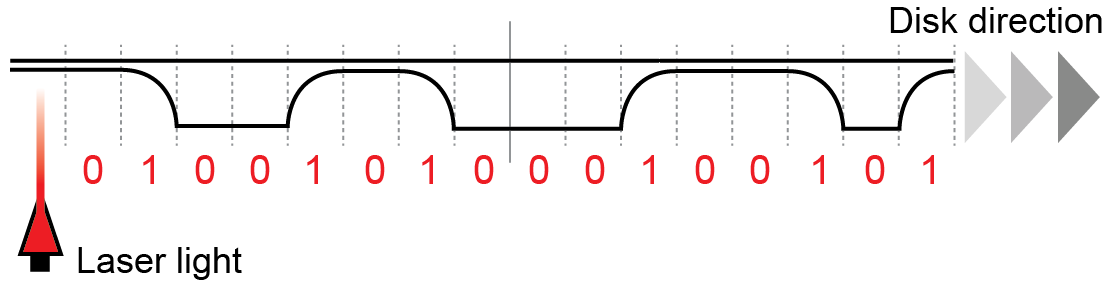 Disk direction
0 1 0 0 1 0 1 0 0 0 1 0 0 1 0 1
Laser light